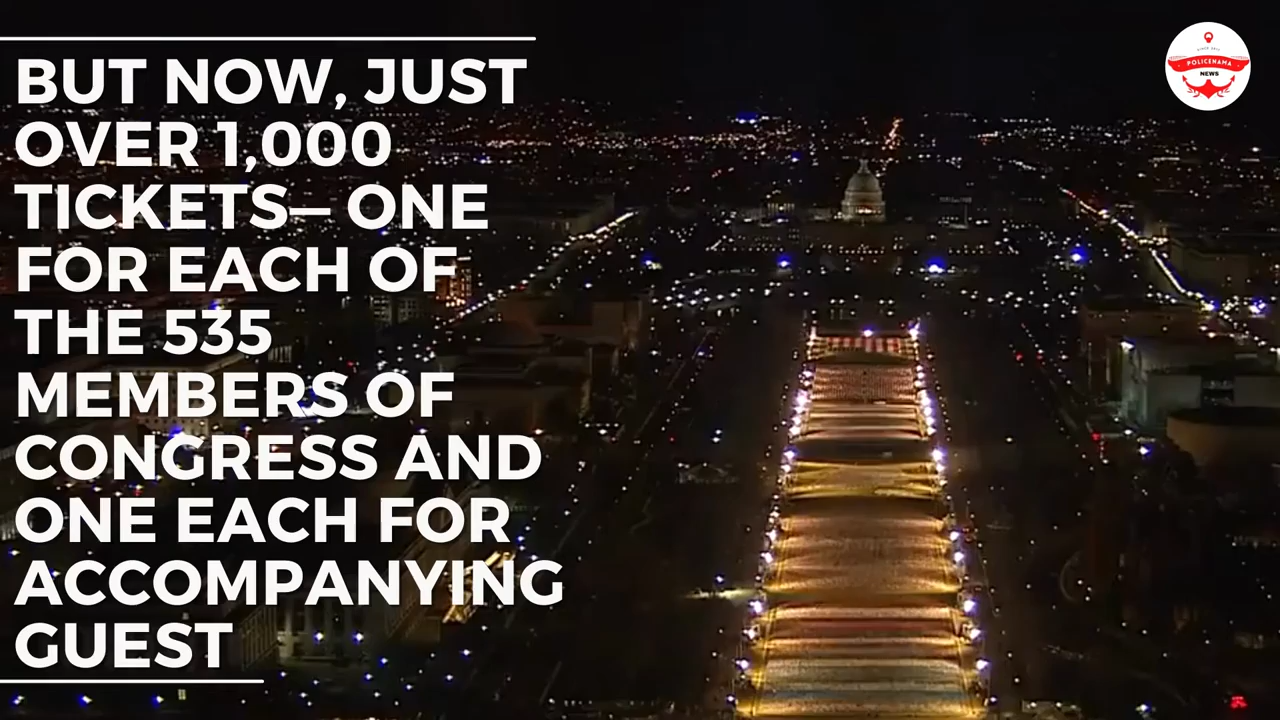 BUT NOW, JUST
OVER 1,000
TICKETS— ONE
FOR EACH OF
THE 535
MEMBERS OF
CONGRESS AND
ONE EACH FOR
ACCOMPANYING
GUEST
POLICENAMA
NEWS